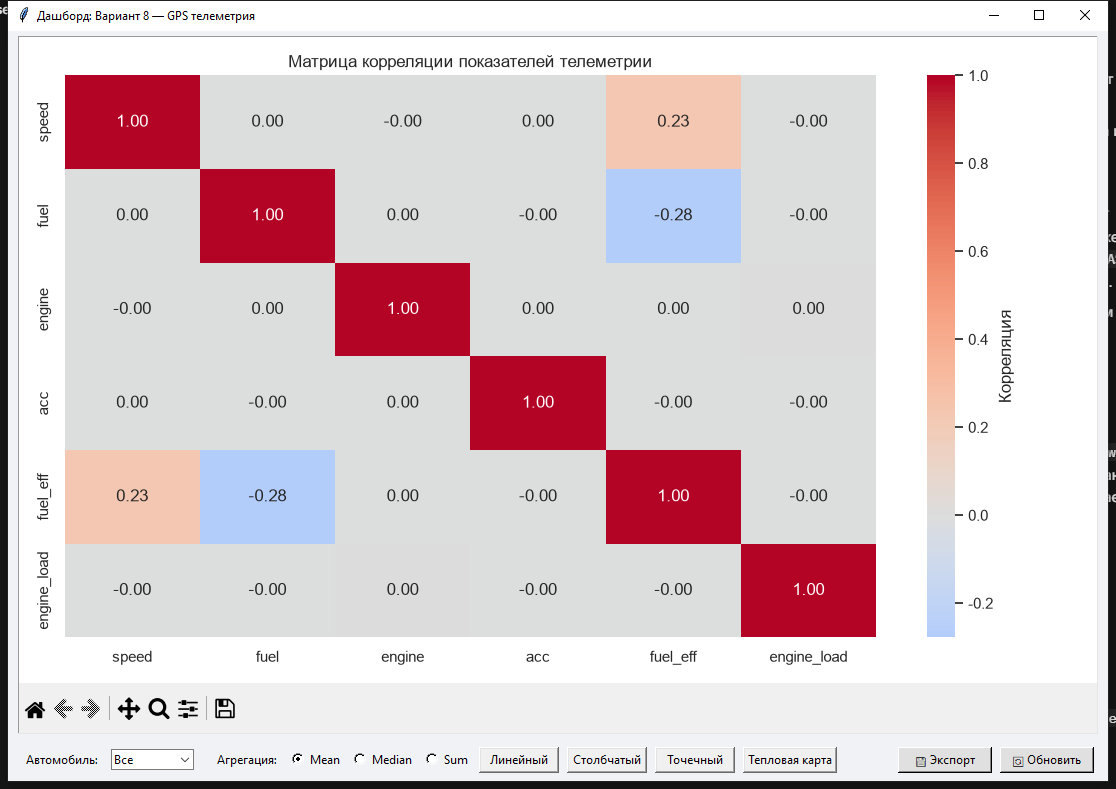 Дашборд: Вариант 8 — GPS телеметрия
Матрица корреляции показателей телеметрии
speed 1.00 0.00 -0.00 0.00 0.23 -0.00
fuel 0.00 1.00 0.00 -0.00 -0.28 -0.00
engine -0.00 0.00 1.00 0.00 0.00 0.00
acc 0.00 -0.00 0.00 1.00 -0.00 -0.00
fuel_eff 0.23 -0.28 0.00 -0.00 1.00 -0.00
engine_load -0.00 -0.00 0.00 -0.00 -0.00 1.00
speed fuel engine acc fuel_eff engine_load
1.0
0.8
0.6
0.4
0.2
0.0
-0.2
Корреляция
Автомобиль: Все Агрегация: Mean Median Sum Линейный Столбчатый Точечный Тепловая карта Экспорт Обновить